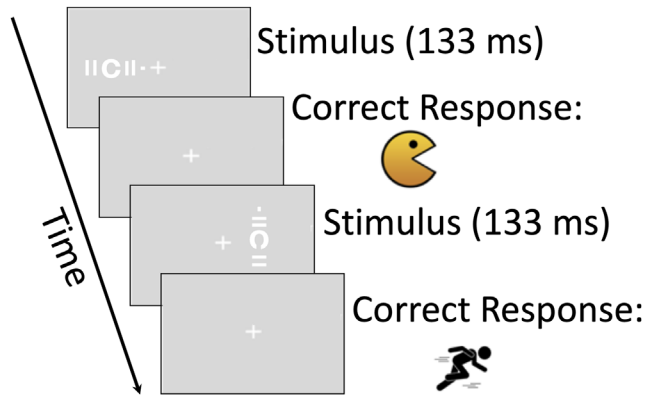 Stimulus (133 ms)
C
Correct Response:
Stimulus (133 ms)
C
Correct Response:
Time